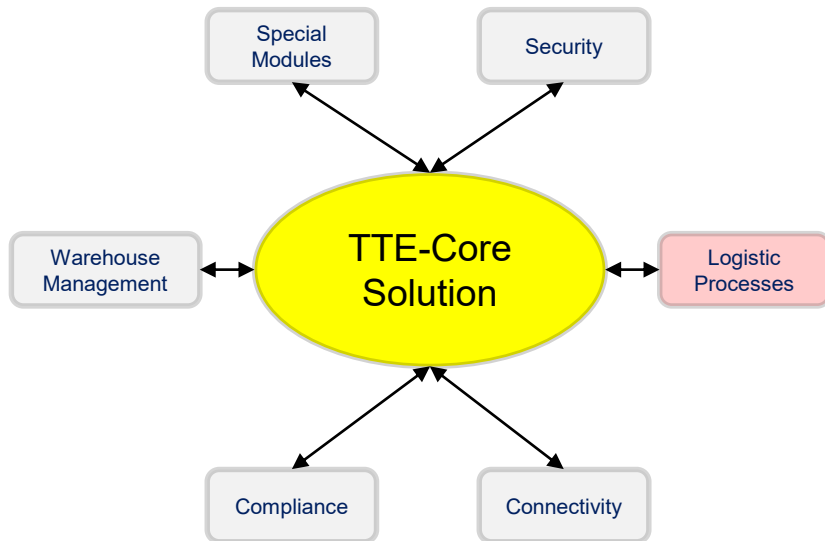 Special
Modules
Security
Warehouse
Management
TTE-Core
Solution
Logistic
Processes
Compliance
Connectivity